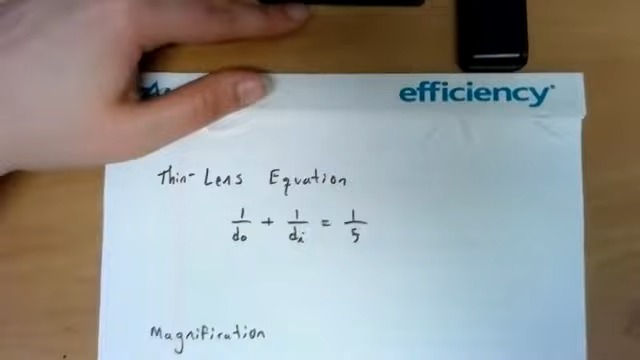 efficiency
Thin-Lens Equation
1/do + 1/di = 1/f
Magnification